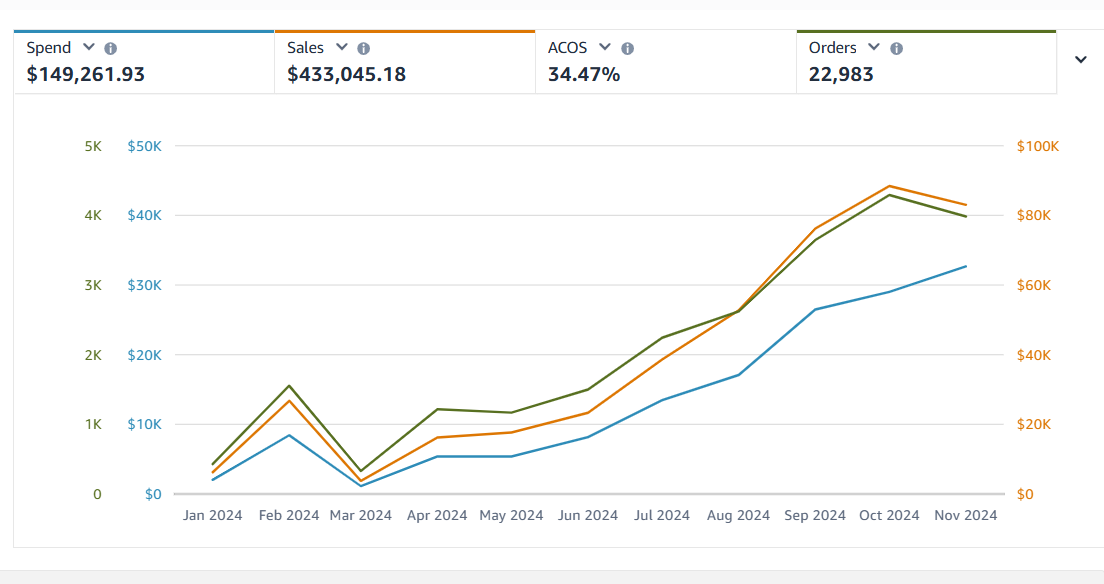 Spend Sales ACOS Orders
$149,261.93 $433,045.18 34.47% 22,983
5K $50K $100K
4K $40K $80K
3K $30K $60K
2K $20K $40K
1K $10K $20K
0 $0 $0
Jan 2024 Feb 2024 Mar 2024 Apr 2024 May 2024 Jun 2024 Jul 2024 Aug 2024 Sep 2024 Oct 2024 Nov 2024